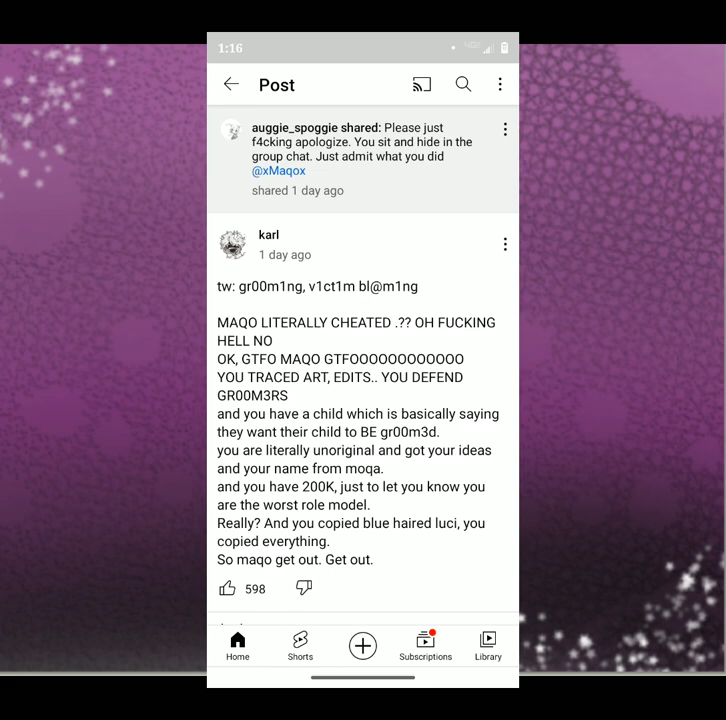 1:16
Post
auggie_spoggie shared: Please just
f4cking apologize. You sit and hide in the
group chat. Just admit what you did
@xMaqox
shared 1 day ago
karl
1 day ago
tw: gr00m1ng, v1ct1m bl@m1ng
MAQO LITERALLY CHEATED .?? OH FUCKING
HELL NO
OK, GTFO MAQO GTFOOOOOOOOOOOO
YOU TRACED ART, EDITS.. YOU DEFEND
GR00M3RS
and you have a child which is basically saying
they want their child to BE gr00m3d.
you are literally unoriginal and got your ideas
and your name from moqa.
and you have 200K, just to let you know you
are the worst role model.
Really? And you copied blue haired luci, you
copied everything.
So maqo get out. Get out.
598
Home
Shorts
Subscriptions
Library